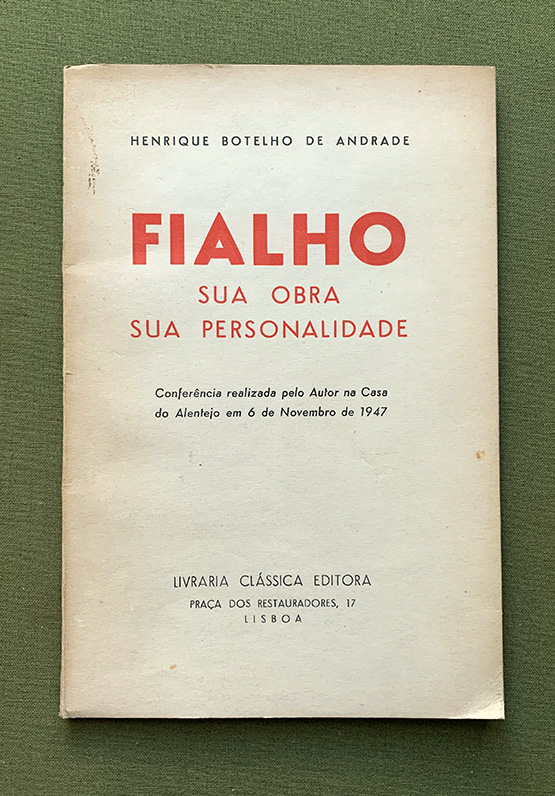 HENRIQUE BOTELHO DE ANDRADE
FIALHO
SUA OBRA
SUA PERSONALIDADE
Conferência realizada pelo Autor na Casa
do Alentejo em 6 de Novembro de 1947
LIVRARIA CLÁSSICA EDITORA
PRAÇA DOS RESTAURADORES, 17
LISBOA